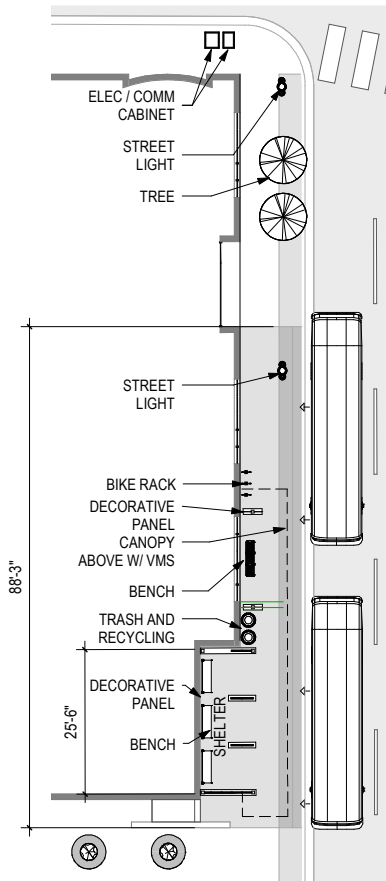 ELEC / COMM
CABINET
STREET
LIGHT
TREE
STREET
LIGHT
BIKE RACK
DECORATIVE
PANEL
CANOPY
ABOVE W/ VMS
BENCH
TRASH AND
RECYCLING
DECORATIVE
PANEL
BENCH
SHELTER
88'-3"
25'-6"